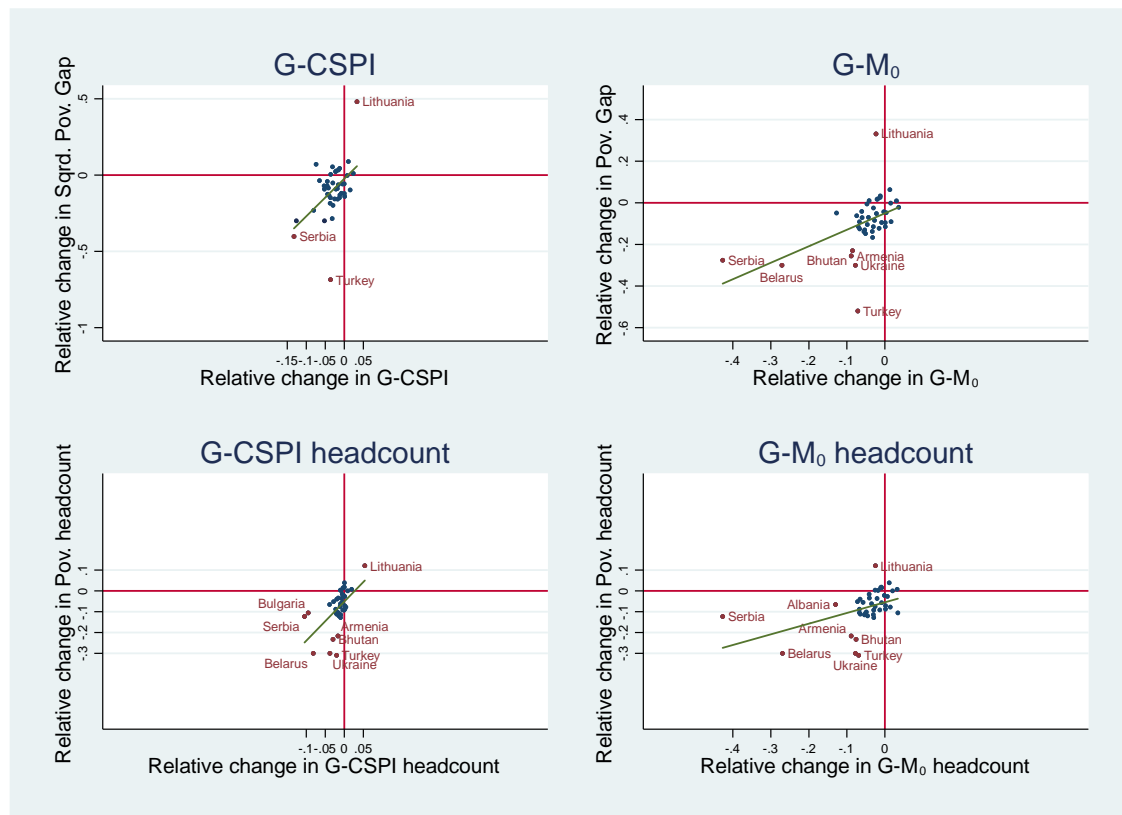 G-CSPI
Relative change in Sqrd. Pov. Gap
.5
0
-.5
-1
Lithuania
Serbia
Turkey
-.15 -.1 -.05 0 .05
Relative change in G-CSPI
G-M₀
Relative change in Pov. Gap
.4
.2
0
-.2
-.4
-.6
Lithuania
Serbia
Belarus
Bhutan
Armenia
Ukraine
Turkey
-.4 -.3 -.2 -.1 0
Relative change in G-M₀
G-CSPI headcount
Relative change in Pov. headcount
.1
0
-.1
-.2
-.3
Lithuania
Bulgaria
Serbia
Armenia
Bhutan
Belarus
Turkey
Ukraine
-.1 -.05 0 .05
Relative change in G-CSPI headcount
G-M₀ headcount
Relative change in Pov. headcount
.1
0
-.1
-.2
-.3
Lithuania
Albania
Serbia
Armenia
Bhutan
Belarus
Turkey
Ukraine
-.4 -.3 -.2 -.1 0
Relative change in G-M₀ headcount